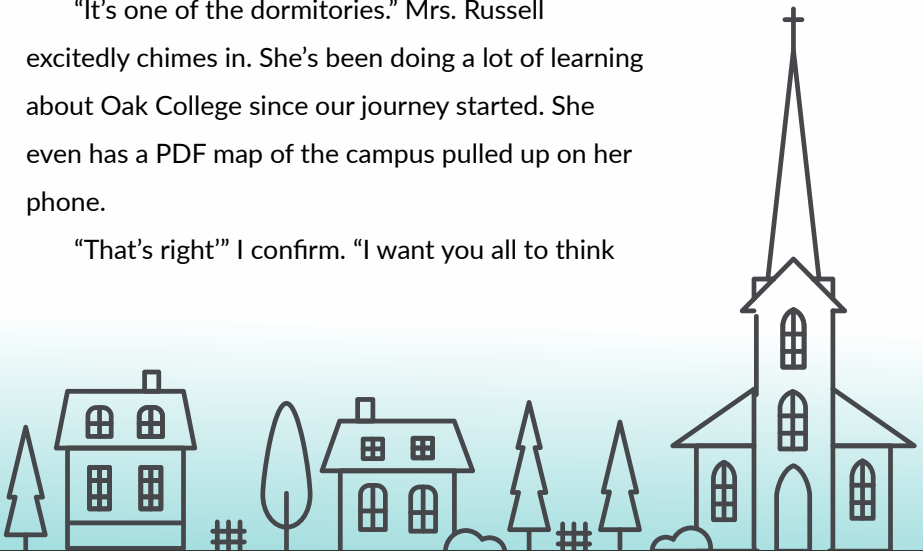 “It’s one of the dormitories.” Mrs. Russell
excitedly chimes in. She’s been doing a lot of learning
about Oak College since our journey started. She
even has a PDF map of the campus pulled up on her
phone.
“That’s right’” I confirm. “I want you all to think